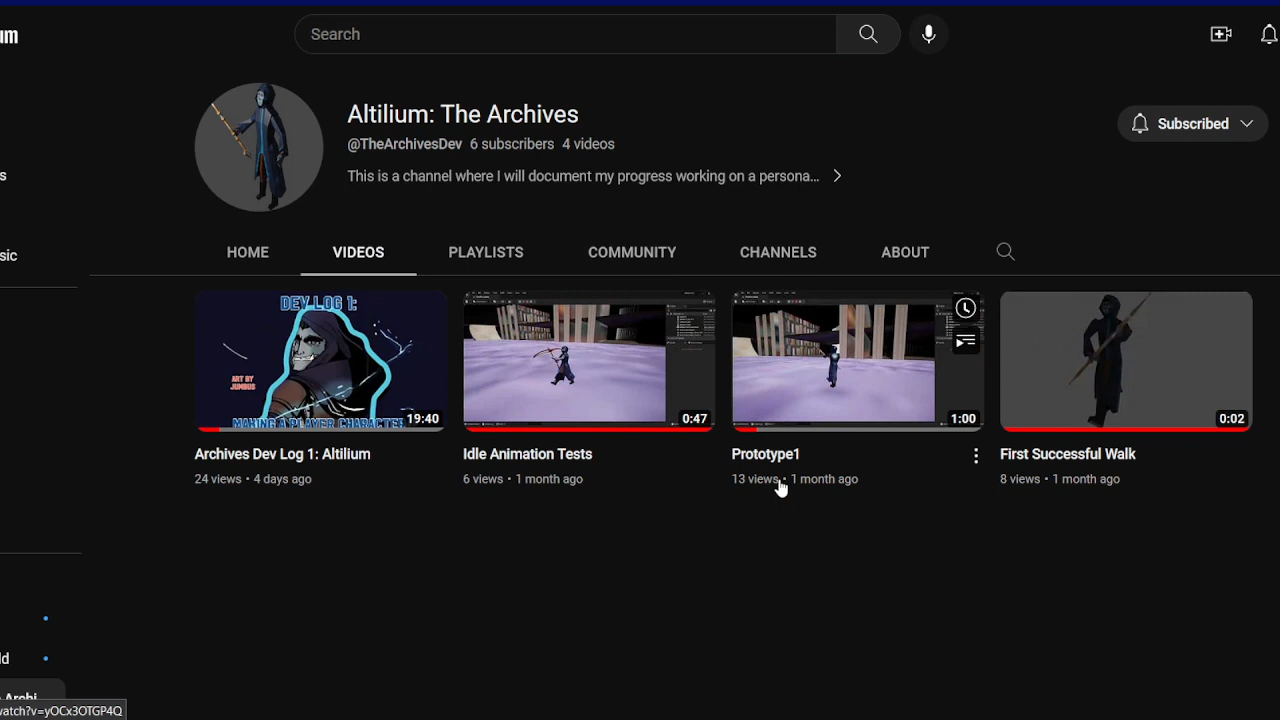 um
Search
Altilium: The Archives
@TheArchivesDev 6 subscribers 4 videos
This is a channel where I will document my progress working on a persona...
Subscribed
s
sic
HOME
VIDEOS
PLAYLISTS
COMMUNITY
CHANNELS
ABOUT
DEV LOG 1:
ART BY
JUMBUS
MAKING A PLAYER CHARACTER
19:40
0:47
1:00
0:02
Archives Dev Log 1: Altilium
24 views • 4 days ago
Idle Animation Tests
6 views • 1 month ago
Prototype1
13 views • 1 month ago
First Successful Walk
8 views • 1 month ago
ld
Archi
watch?v=yOCx3OTGP4Q